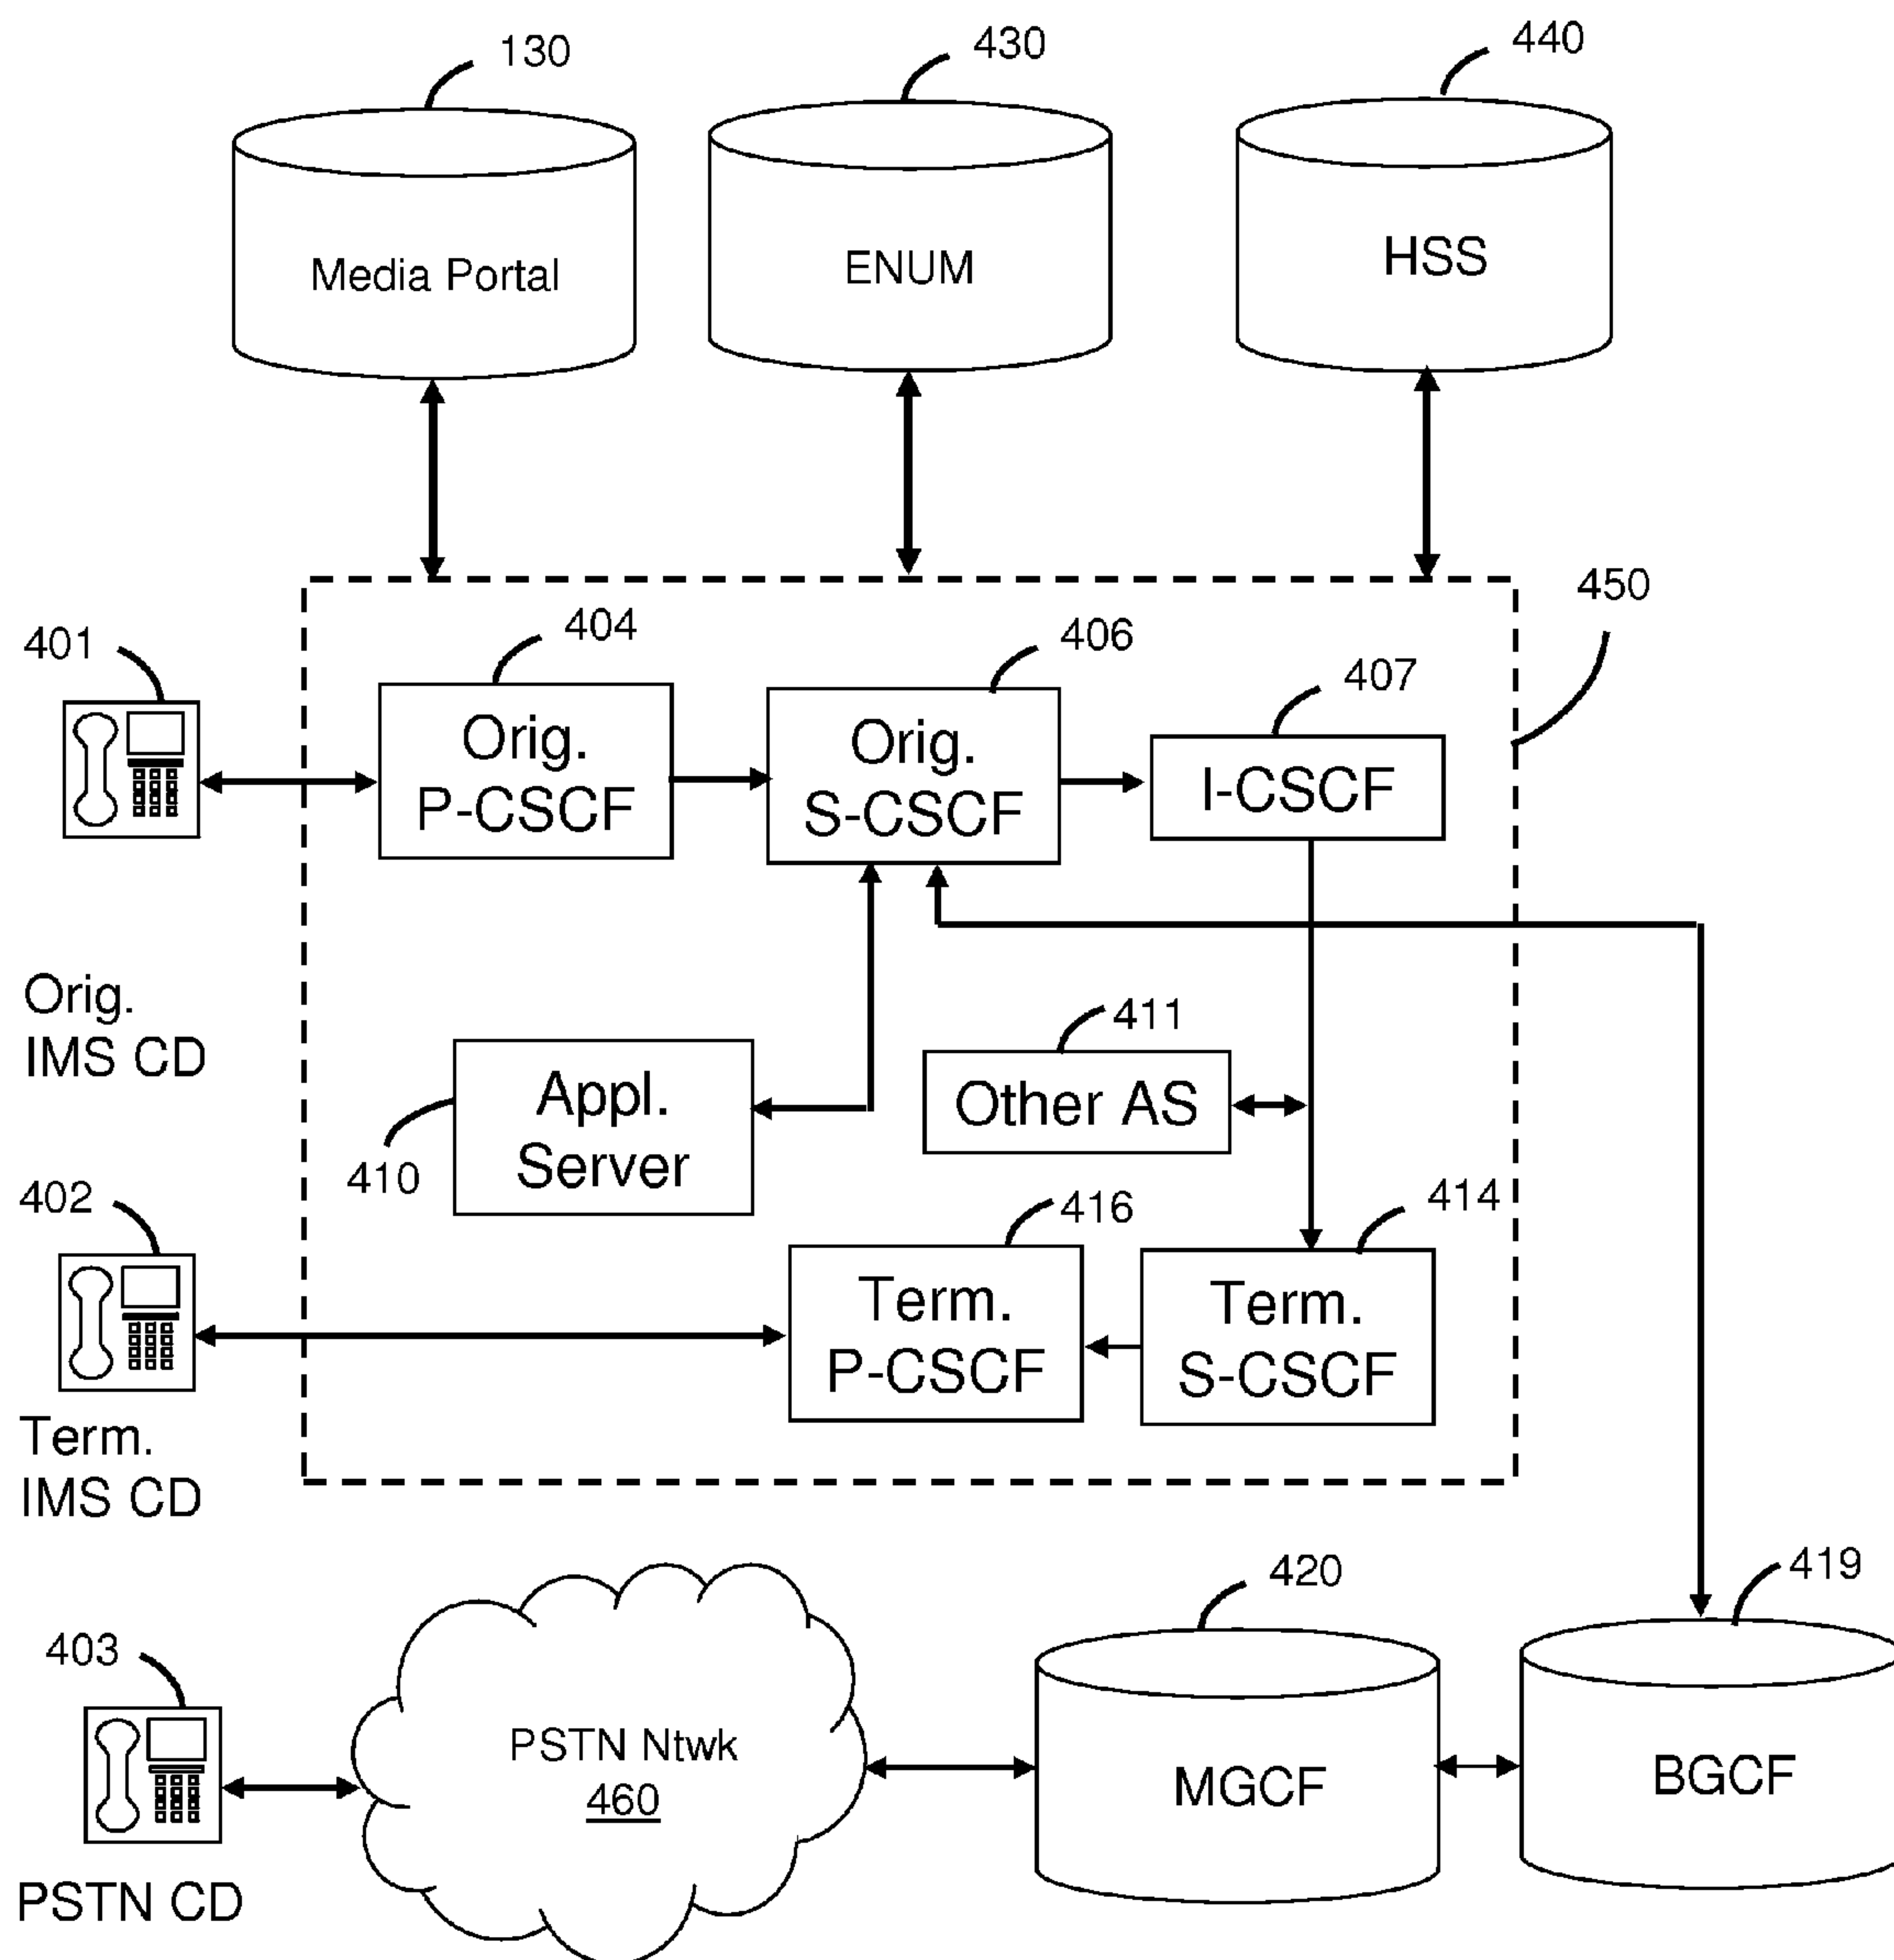 130
430
440
Media Portal
ENUM
HSS
450
401
404
406
407
Orig.
P-CSCF
Orig.
S-CSCF
I-CSCF
Orig.
IMS CD
411
Other AS
Appl.
Server
410
402
416
414
Term.
P-CSCF
Term.
S-CSCF
Term.
IMS CD
420
419
403
PSTN Ntwk
460
MGCF
BGCF
PSTN CD